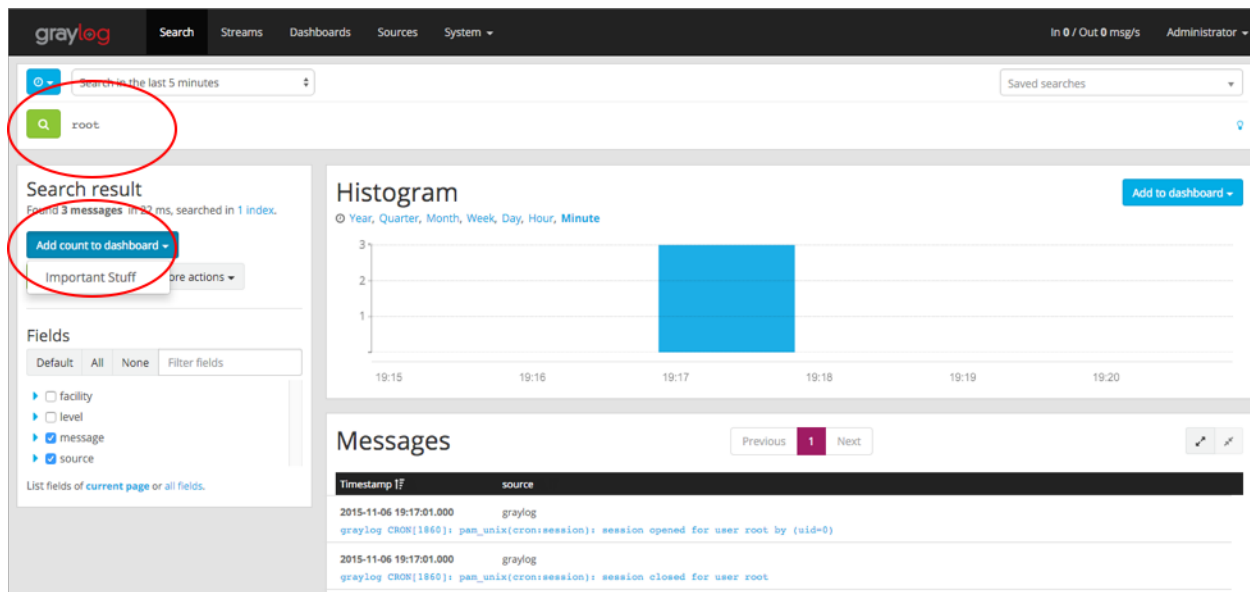 graylog Search Streams Dashboards Sources System In 0 / Out 0 msg/s Administrator
Search in the last 5 minutes Saved searches
root
Search result
Found 3 messages in 22 ms, searched in 1 index.
Add count to dashboard
Important Stuff
ore actions
Fields
Default All None Filter fields
facility
level
message
source
List fields of current page or all fields.
Histogram
Add to dashboard
Year, Quarter, Month, Week, Day, Hour, Minute
3
2
1
19:15 19:16 19:17 19:18 19:19 19:20
Messages
Previous 1 Next
Timestamp source
2015-11-06 19:17:01.000 graylog
graylog CRON[1860]: pam_unix(cron:session): session opened for user root by (uid=0)
2015-11-06 19:17:01.000 graylog
graylog CRON[1860]: pam_unix(cron:session): session closed for user root